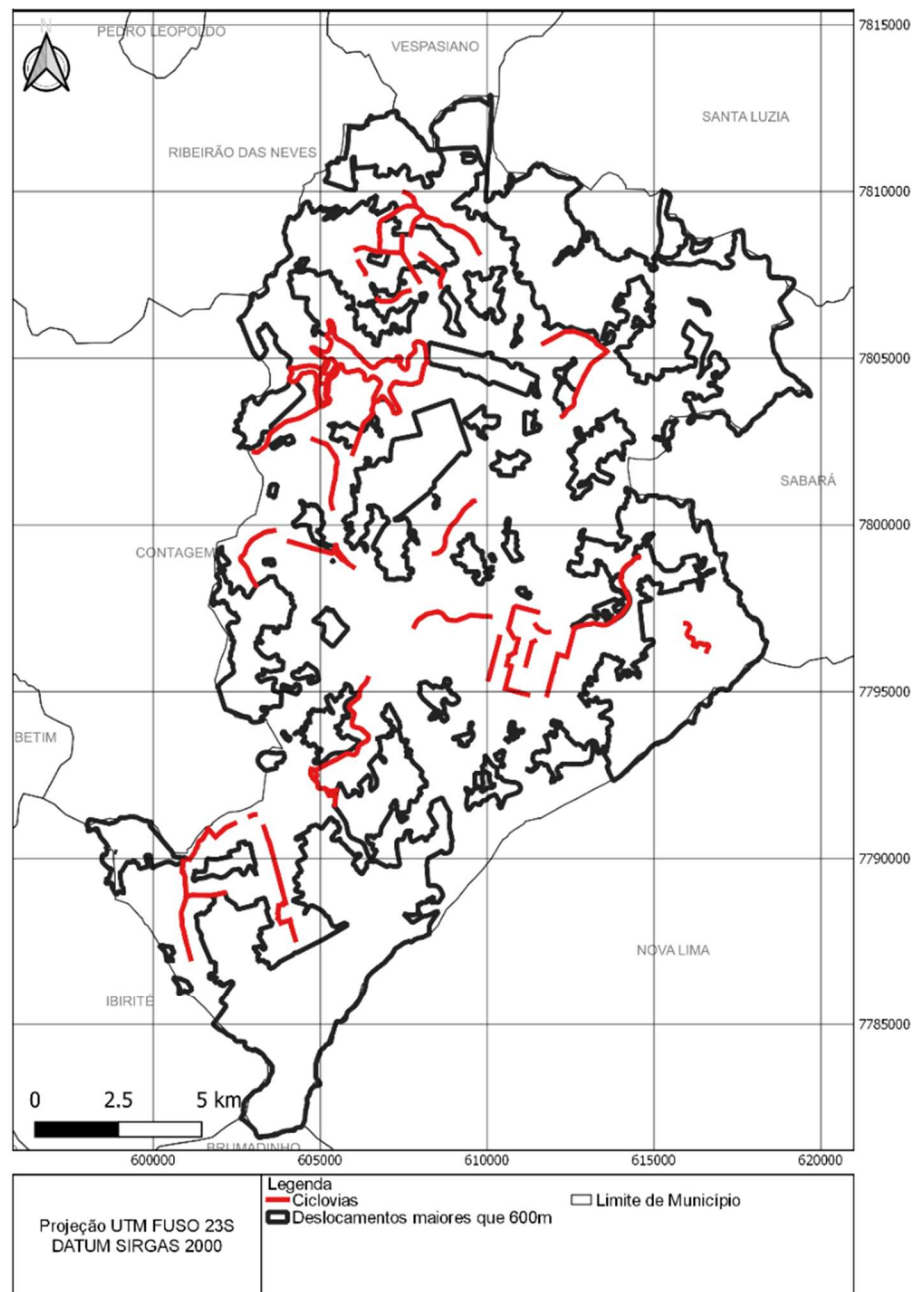 N
PEDRO LEOPOLDO
VESPASIANO
SANTA LUZIA
RIBEIRÃO DAS NEVES
SABARÁ
CONTAGEM
BETIM
NOVA LIMA
IBIRITÉ
BRUMADINHO
7815000
7810000
7805000
7800000
7795000
7790000
7785000
0 2.5 5 km
600000 605000 610000 615000 620000
Projeção UTM FUSO 23S
DATUM SIRGAS 2000
Legenda
Ciclovias
Limite de Município
Deslocamentos maiores que 600m